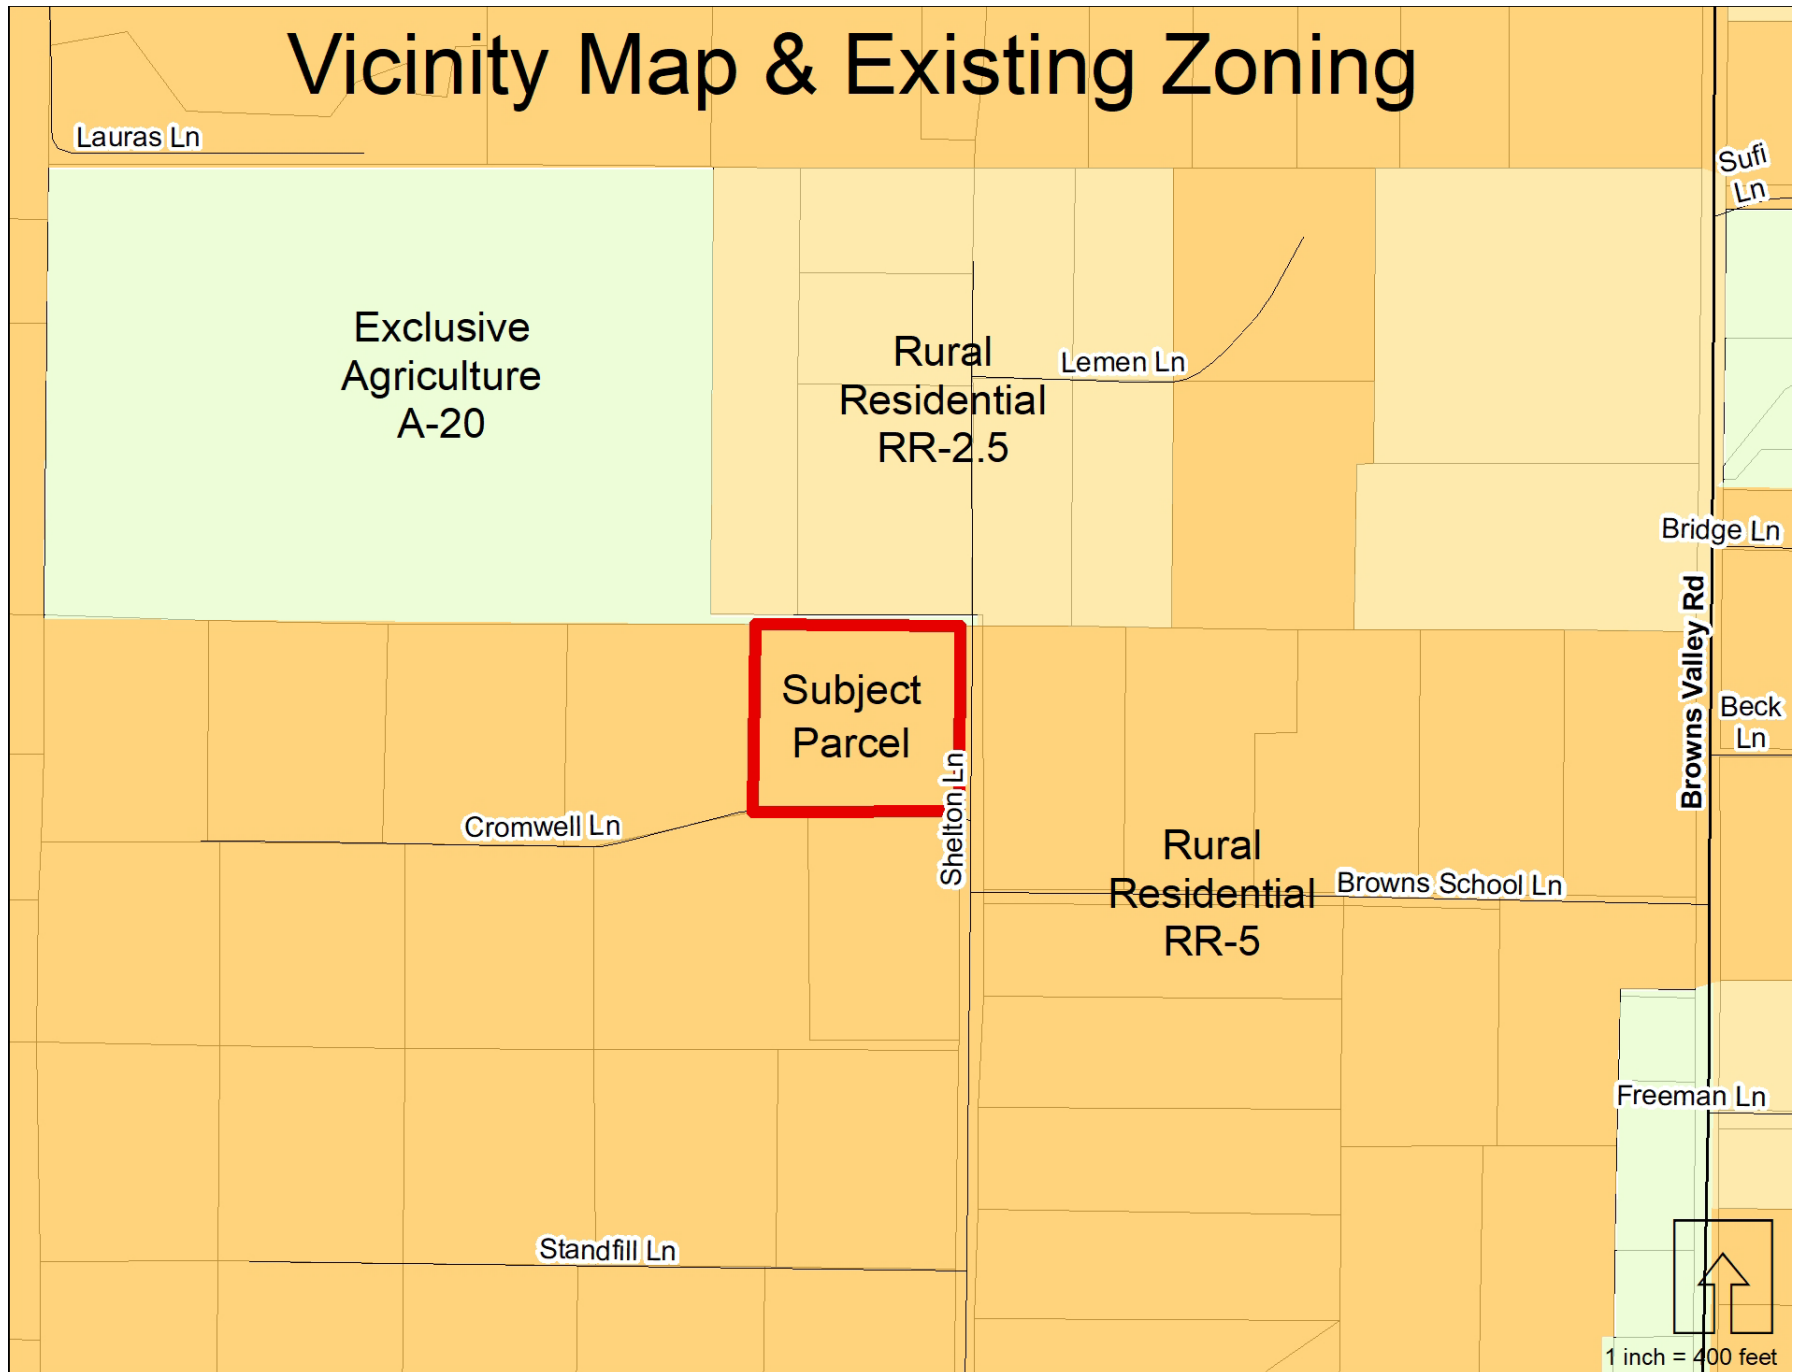 Vicinity Map & Existing Zoning
Lauras Ln
Sufi
Ln
Exclusive
Agriculture
A-20
Rural
Residential
RR-2.5
Lemen Ln
Bridge Ln
Browns Valley Rd
Subject
Parcel
Beck
Ln
Shelton Ln
Cromwell Ln
Rural
Residential
RR-5
Browns School Ln
Freeman Ln
Standfill Ln
1 inch = 400 feet